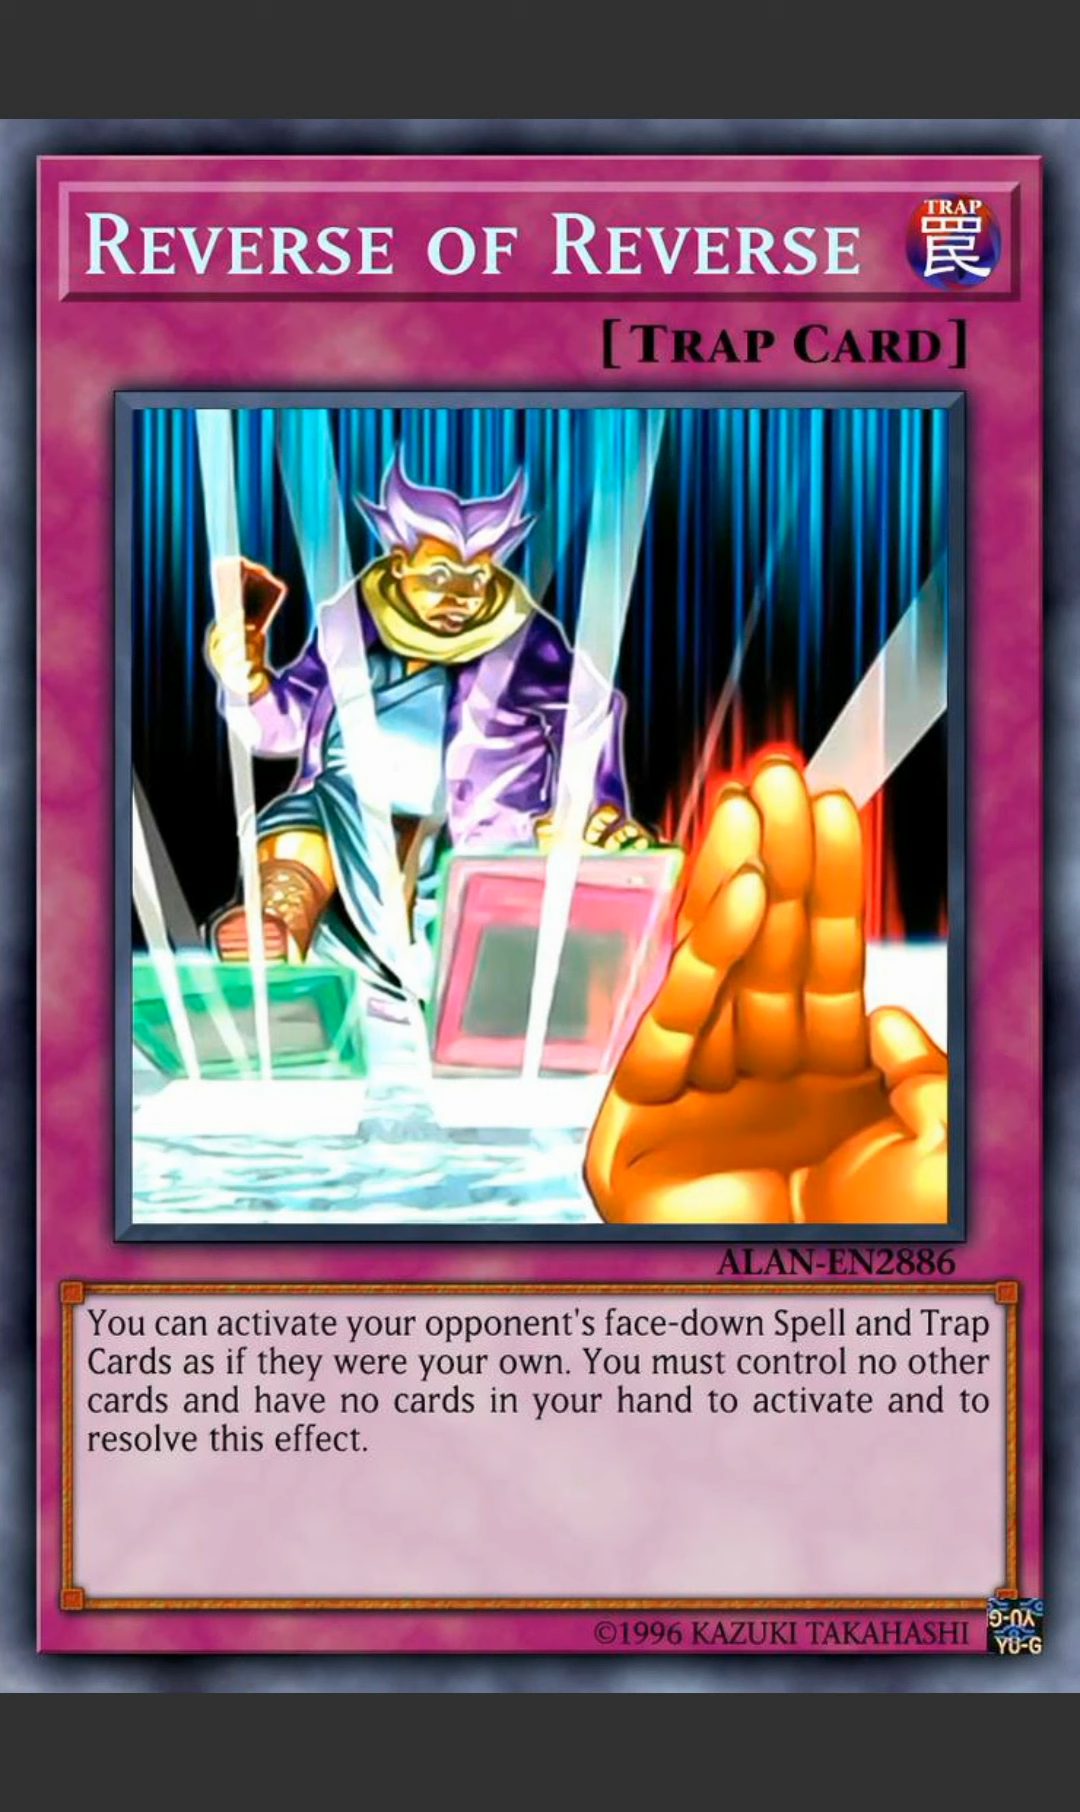 REVERSE OF REVERSE
TRAP
罠
[TRAP CARD]
ALAN-EN2886
You can activate your opponent's face-down Spell and Trap
Cards as if they were your own. You must control no other
cards and have no cards in your hand to activate and to
resolve this effect.
©1996 KAZUKI TAKAHASHI
YU-G
YU-G